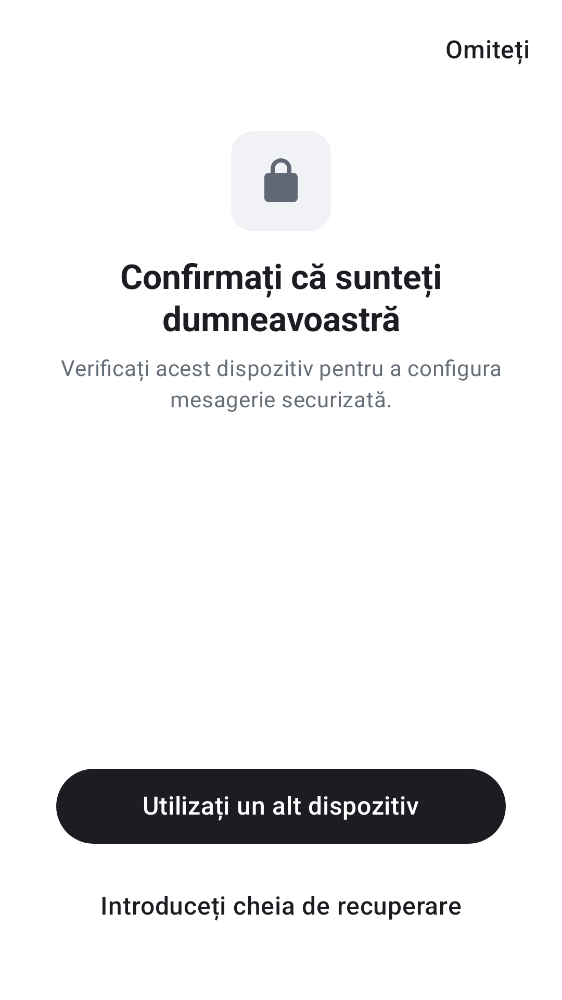 Omiteți
Confirmați că sunteți
dumneavoastră
Verificați acest dispozitiv pentru a configura
mesagerie securizată.
Utilizați un alt dispozitiv
Introduceți cheia de recuperare